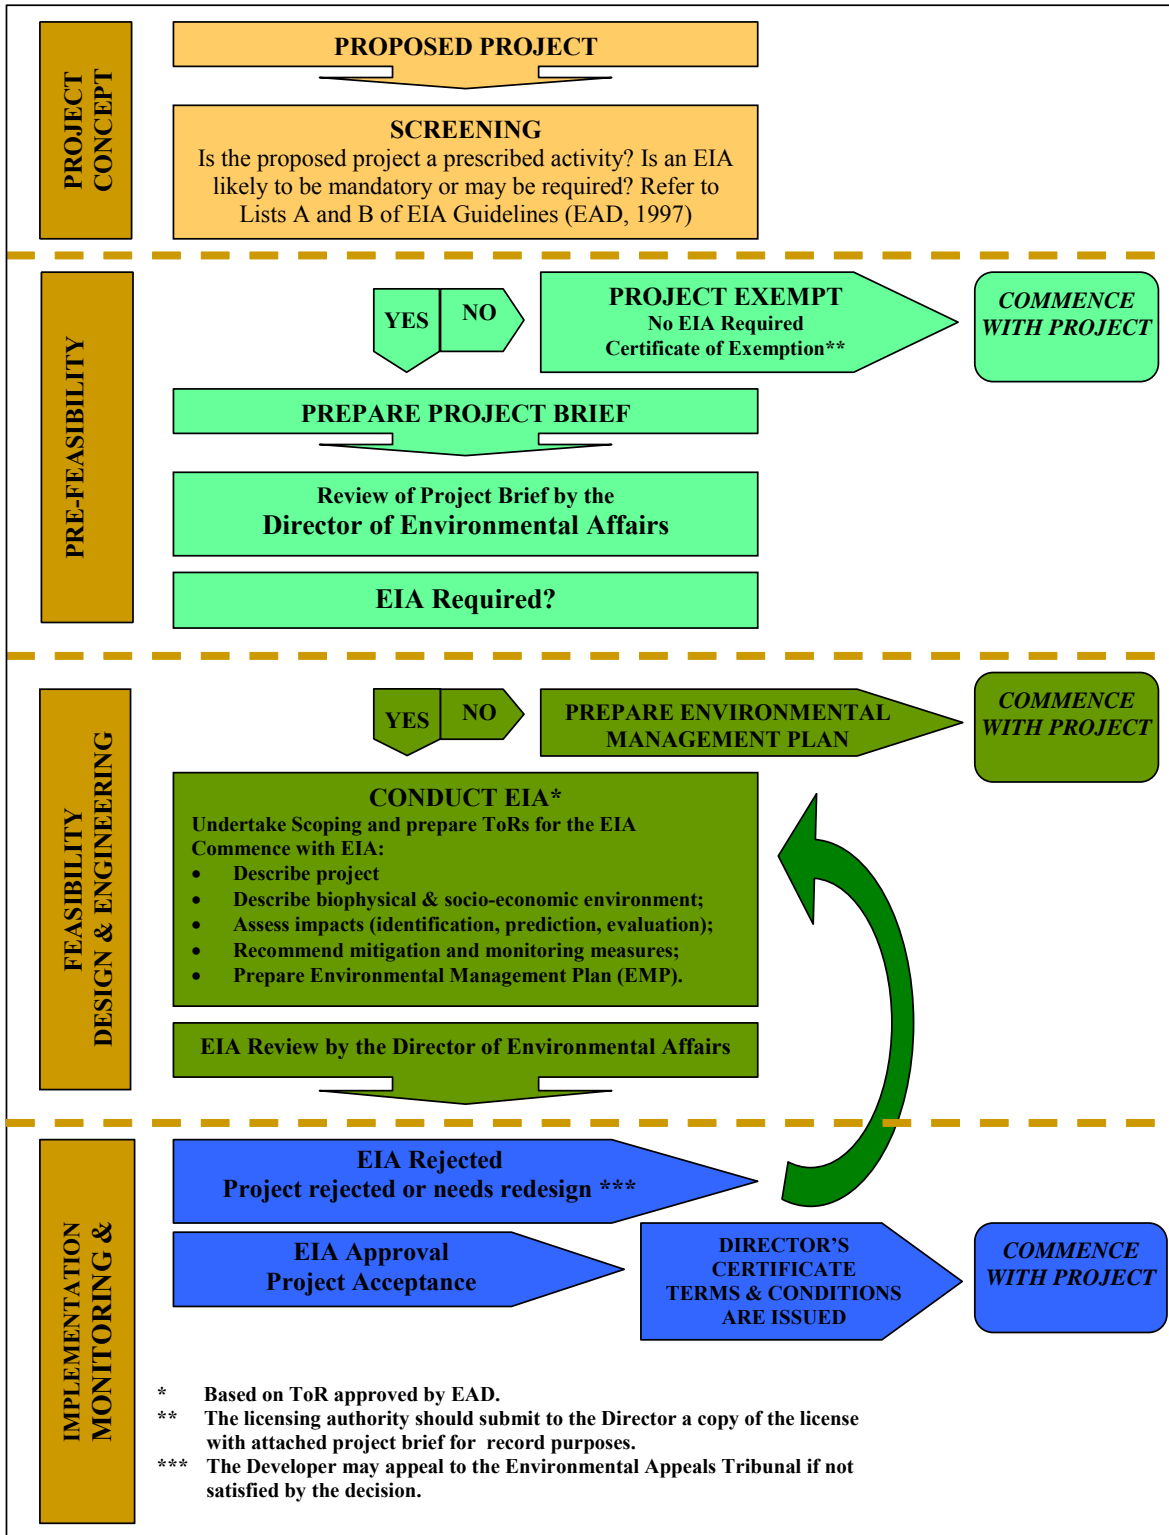 PROJECT
CONCEPT
PROPOSED PROJECT
SCREENING
Is the proposed project a prescribed activity? Is an EIA
likely to be mandatory or may be required? Refer to
Lists A and B of EIA Guidelines (EAD, 1997)
PRE-FEASIBILITY
YES
NO
PROJECT EXEMPT
No EIA Required
Certificate of Exemption**
COMMENCE
WITH PROJECT
PREPARE PROJECT BRIEF
Review of Project Brief by the
Director of Environmental Affairs
EIA Required?
FEASIBILITY
DESIGN & ENGINEERING
YES
NO
PREPARE ENVIRONMENTAL
MANAGEMENT PLAN
COMMENCE
WITH PROJECT
CONDUCT EIA*
Undertake Scoping and prepare ToRs for the EIA
Commence with EIA:
• Describe project
• Describe biophysical & socio-economic environment;
• Assess impacts (identification, prediction, evaluation);
• Recommend mitigation and monitoring measures;
• Prepare Environmental Management Plan (EMP).
EIA Review by the Director of Environmental Affairs
IMPLEMENTATION
MONITORING &
EIA Rejected
Project rejected or needs redesign ***
EIA Approval
Project Acceptance
DIRECTOR'S
CERTIFICATE
TERMS & CONDITIONS
ARE ISSUED
COMMENCE
WITH PROJECT
* Based on ToR approved by EAD.
** The licensing authority should submit to the Director a copy of the license
with attached project brief for record purposes.
*** The Developer may appeal to the Environmental Appeals Tribunal if not
satisfied by the decision.